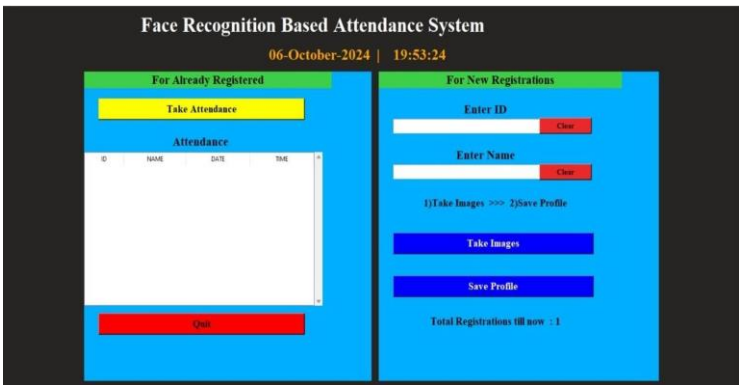 Face Recognition Based Attendance System
06-October-2024 | 19:53:24
For Already Registered
Take Attendance
Attendance
ID NAME DATE TIME
Quit
For New Registrations
Enter ID
Clear
Enter Name
Clear
1)Take Images >>> 2)Save Profile
Take Images
Save Profile
Total Registrations till now : 1